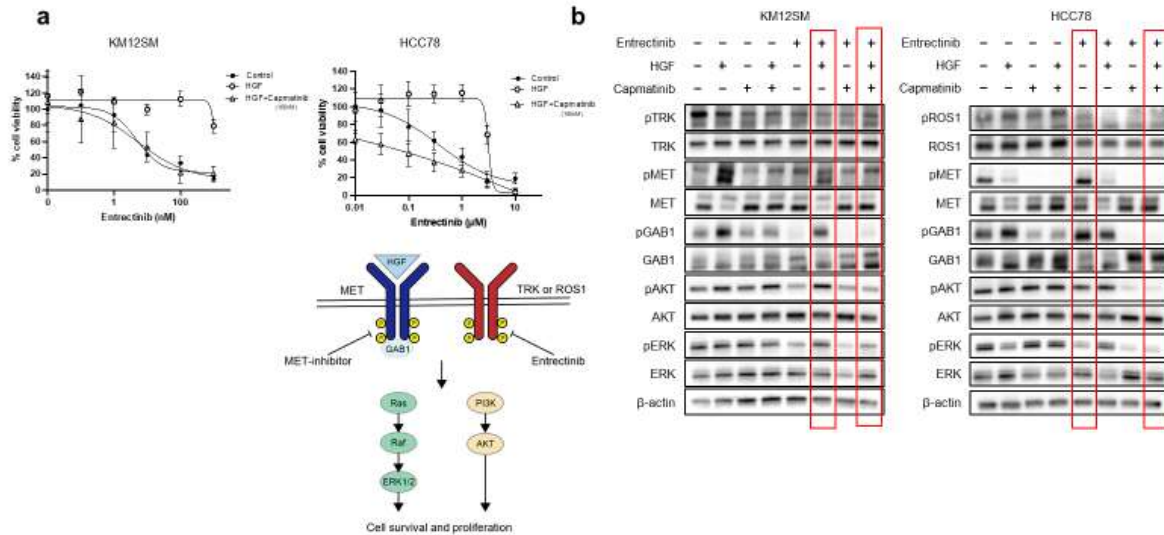 a
KM12SM
% cell viability
140
120
100
80
60
40
20
0
0
1
100
Entrectinib (nM)
Control
HGF
HGF+Capmatinib
HCC78
% cell viability
120
100
80
60
40
20
0
0.01
0.1
1
10
Entrectinib (µM)
Control
HGF
HGF+Capmatinib
HGF
MET
TRK or ROS1
P P P P
P P P P
GAB1
MET-inhibitor
Entrectinib
Ras
PI3K
Raf
AKT
ERK1/2
Cell survival and proliferation
b
KM12SM
Entrectinib − − − − + + + +
HGF − + − + − + − +
Capmatinib − − + + − − + +
pTRK
TRK
pMET
MET
pGAB1
GAB1
pAKT
AKT
pERK
ERK
β-actin
HCC78
Entrectinib − − − − + + + +
HGF − + − + − + − +
Capmatinib − − + + − − + +
pROS1
ROS1
pMET
MET
pGAB1
GAB1
pAKT
AKT
pERK
ERK
β-actin